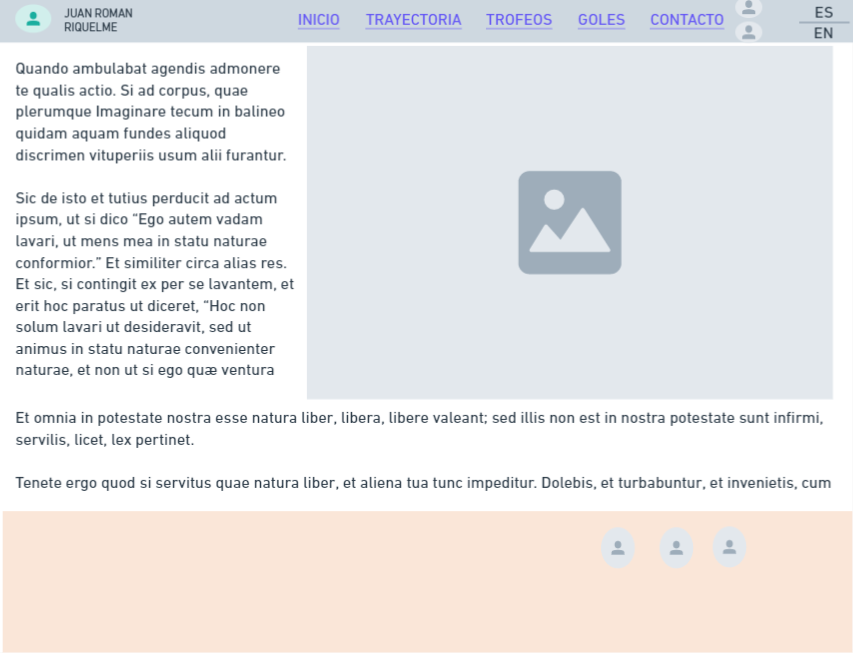 JUAN ROMAN
RIQUELME
INICIO
TRAYECTORIA
TROFEOS
GOLES
CONTACTO
ES
EN
Quando ambulabat agendis admonere
te qualis actio. Si ad corpus, quae
plerumque Imaginare tecum in balineo
quidam aquam fundes aliquod
discrimen vituperiis usum alii furantur.
Sic de isto et tutius perducit ad actum
ipsum, ut si dico “Ego autem vadam
lavari, ut mens mea in statu naturae
conformior.” Et similiter circa alias res.
Et sic, si contingit ex per se lavantem, et
erit hoc paratus ut diceret, “Hoc non
solum lavari ut desideravit, sed ut
animus in statu naturae convenienter
naturae, et non ut si ego quæ ventura
Et omnia in potestate nostra esse natura liber, libera, libere valeant; sed illis non est in nostra potestate sunt infirmi,
servilis, licet, lex pertinet.
Tenete ergo quod si servitus quae natura liber, et aliena tua tunc impeditur. Dolebis, et turbabuntur, et invenietis, cum